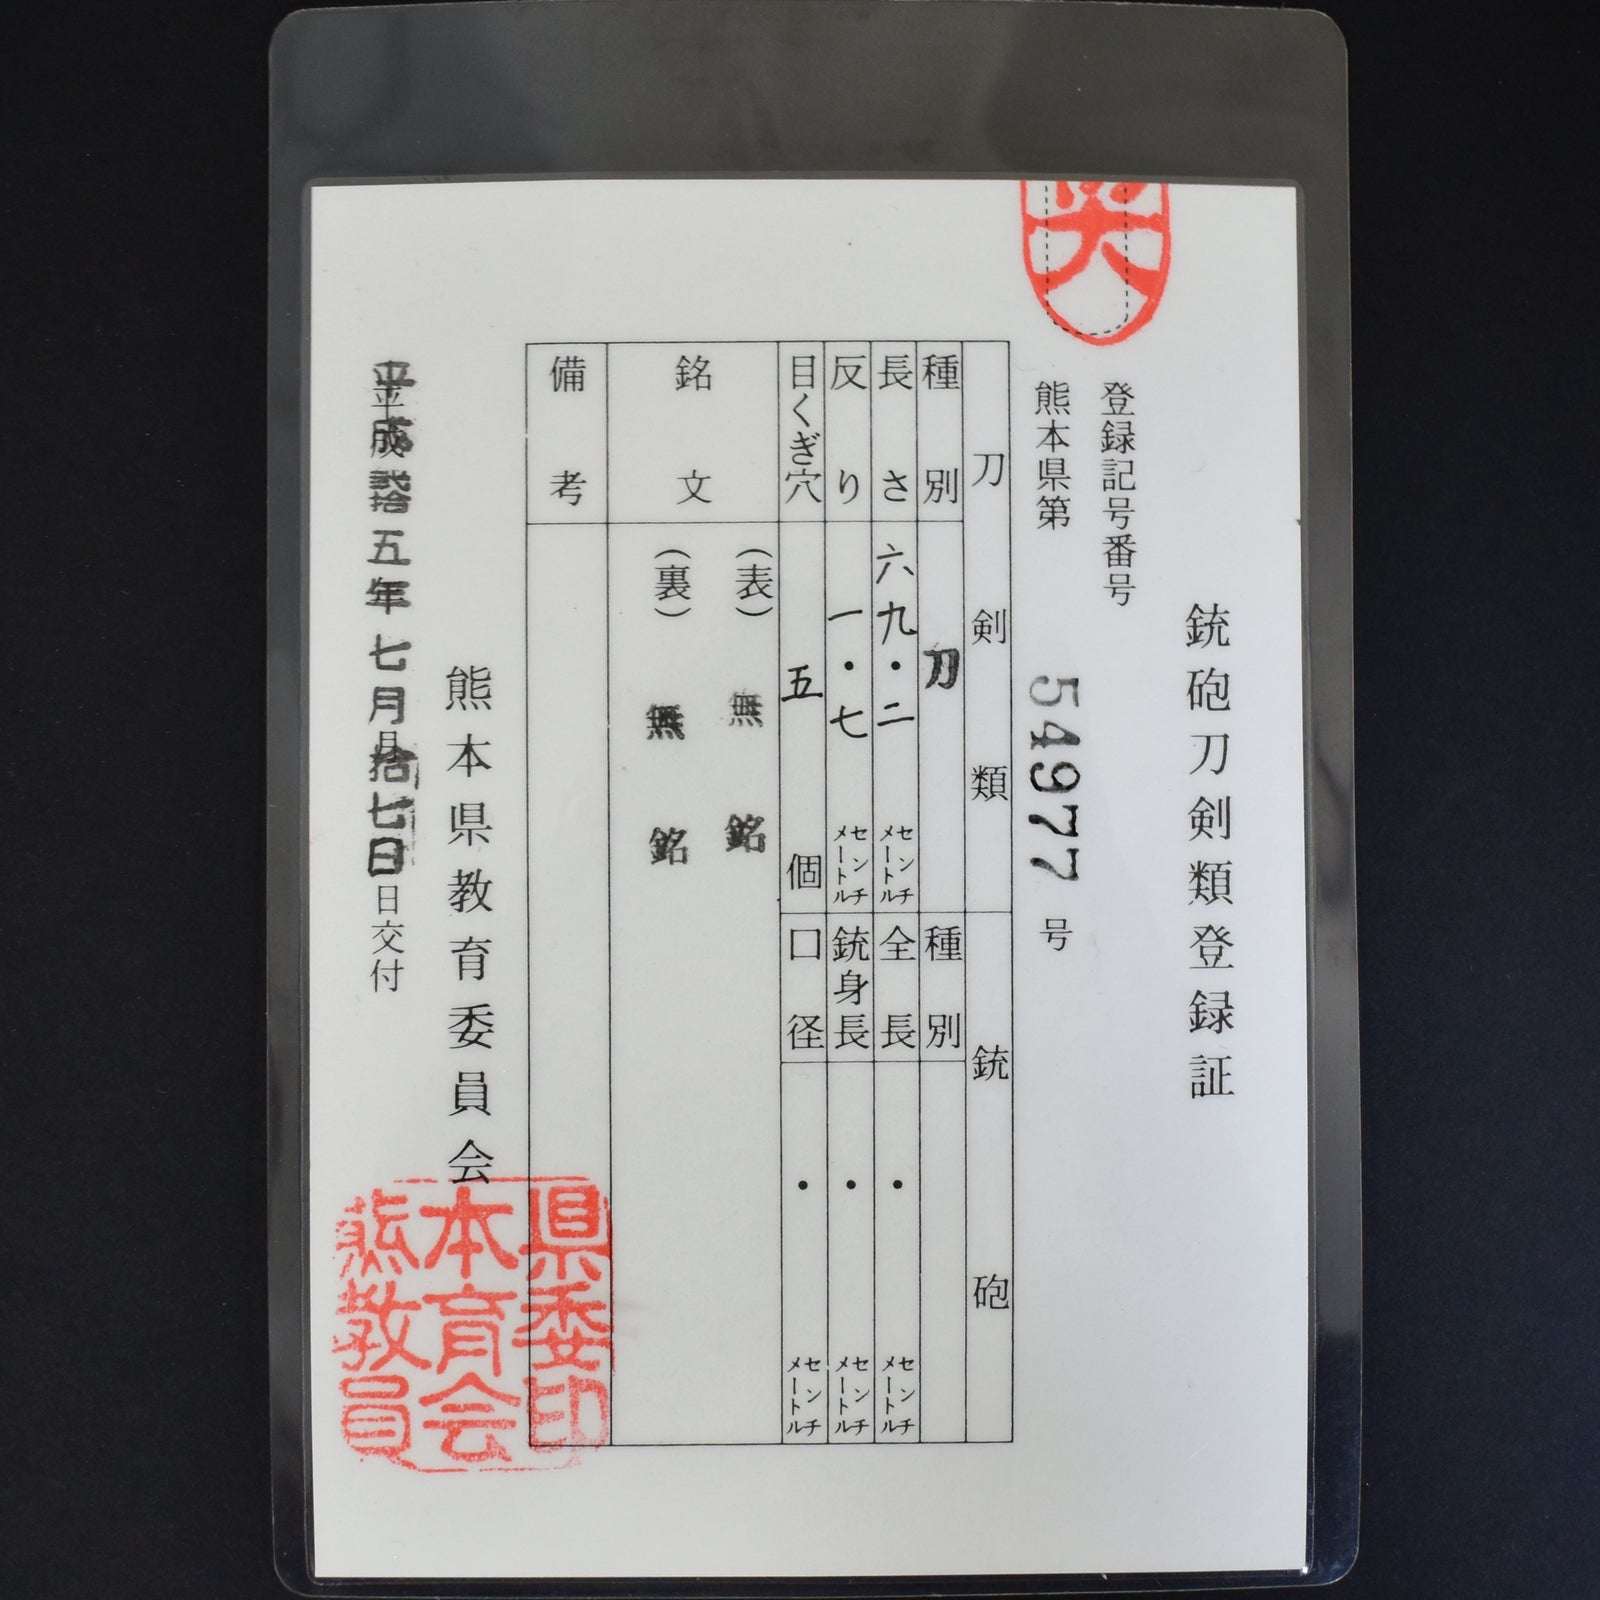 銃砲刀剣類登録証
登録記号番号
熊本県第 54977 号
刀剣類
銃砲
種別 刀
種別
長さ 六九・二 センチメートル
全長 ・ センチメートル
反り 一・七 センチメートル
銃身長 ・ センチメートル
目くぎ穴 五 個
口径 ・ センチメートル
銘文
(表) 無銘
(裏) 無銘
備考
熊本県教育委員会
平成弐拾五年七月拾七日
日交付
熊本県教育委員会印